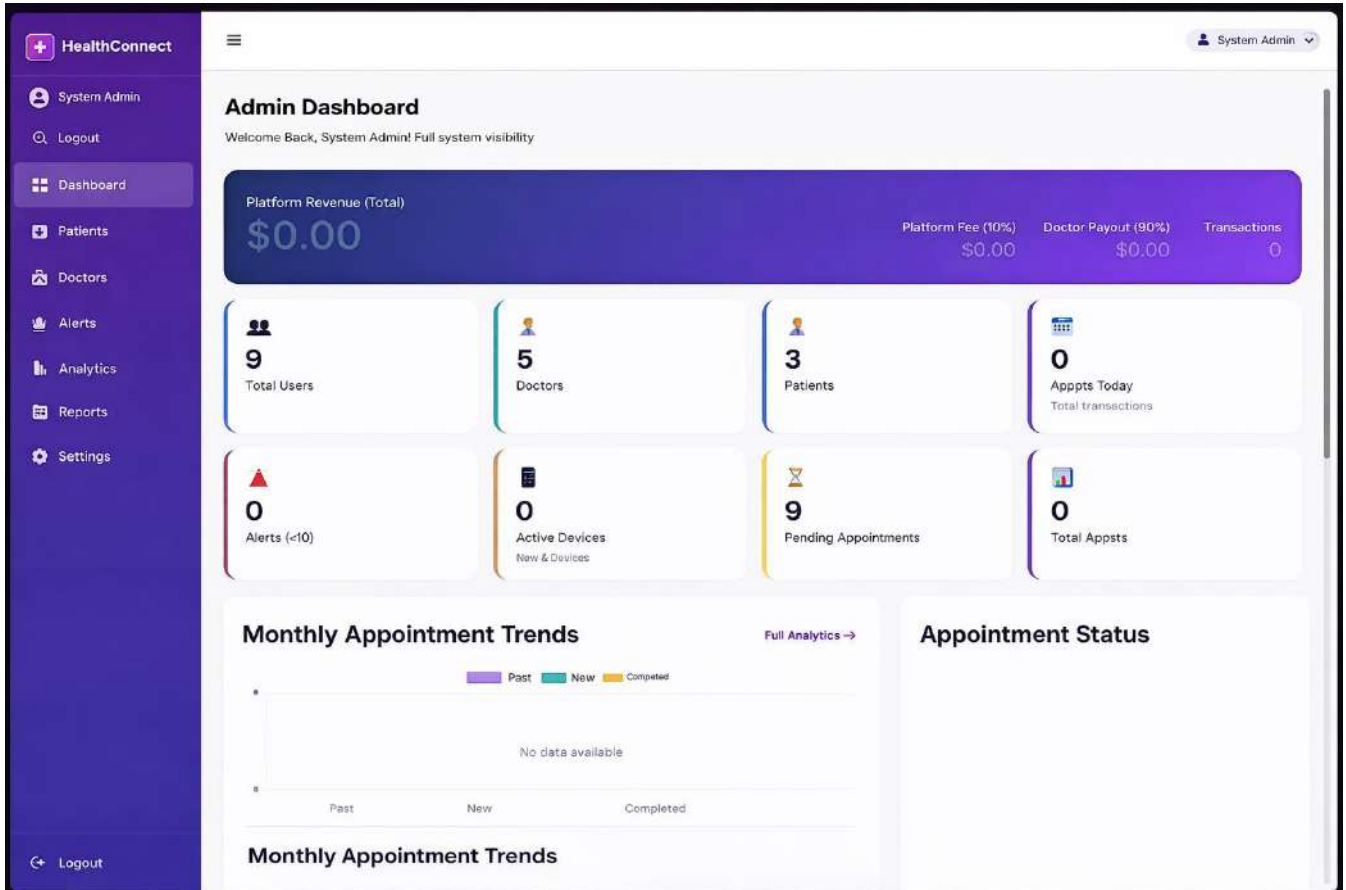 HealthConnect
System Admin
Logout
Dashboard
Patients
Doctors
Alerts
Analytics
Reports
Settings
Logout
System Admin
Admin Dashboard
Welcome Back, System Admin! Full system visibility
Platform Revenue (Total)
$0.00
Platform Fee (10%)
$0.00
Doctor Payout (90%)
$0.00
Transactions
0
9
Total Users
5
Doctors
3
Patients
0
Apppts Today
Total transactions
0
Alerts (<10)
0
Active Devices
New & Devices
9
Pending Appointments
0
Total Appsts
Monthly Appointment Trends
Full Analytics →
Past New Competed
0
No data available
0
Past New Completed
Monthly Appointment Trends
Appointment Status